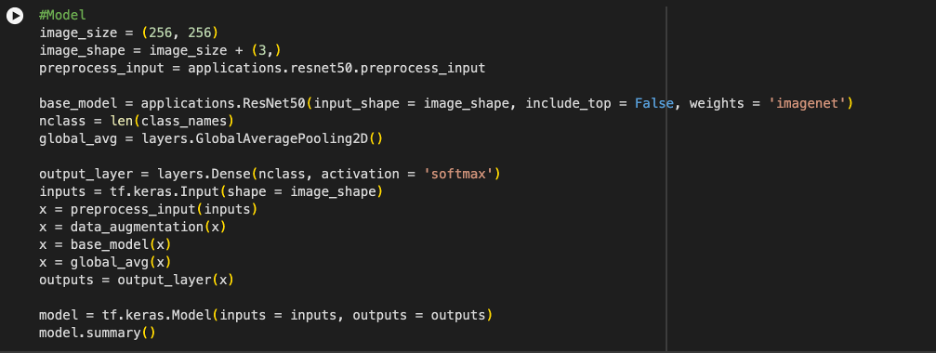 #Model
image_size = (256, 256)
image_shape = image_size + (3,)
preprocess_input = applications.resnet50.preprocess_input
base_model = applications.ResNet50(input_shape = image_shape, include_top = False, weights = 'imagenet')
nclass = len(class_names)
global_avg = layers.GlobalAveragePooling2D()
output_layer = layers.Dense(nclass, activation = 'softmax')
inputs = tf.keras.Input(shape = image_shape)
x = preprocess_input(inputs)
x = data_augmentation(x)
x = base_model(x)
x = global_avg(x)
outputs = output_layer(x)
model = tf.keras.Model(inputs = inputs, outputs = outputs)
model.summary()